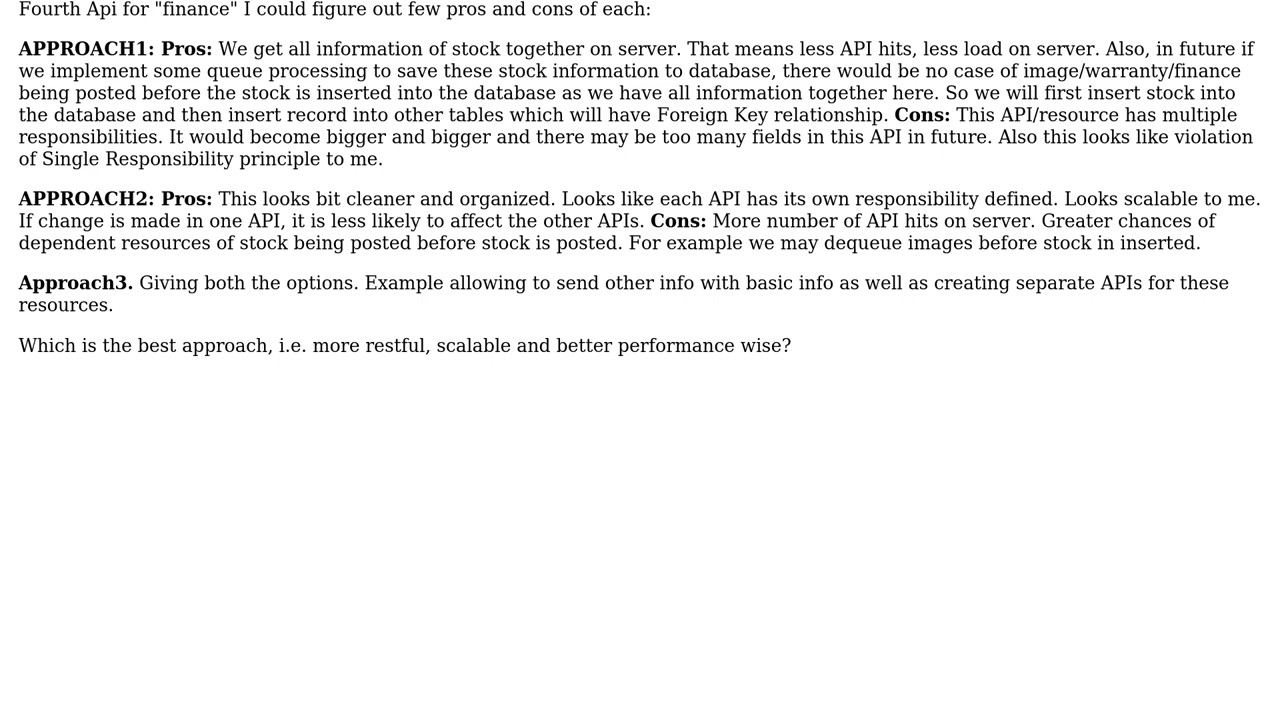 Fourth Api for "finance" I could figure out few pros and cons of each:
APPROACH1: Pros: We get all information of stock together on server. That means less API hits, less load on server. Also, in future if
we implement some queue processing to save these stock information to database, there would be no case of image/warranty/finance
being posted before the stock is inserted into the database as we have all information together here. So we will first insert stock into
the database and then insert record into other tables which will have Foreign Key relationship. Cons: This API/resource has multiple
responsibilities. It would become bigger and bigger and there may be too many fields in this API in future. Also this looks like violation
of Single Responsibility principle to me.
APPROACH2: Pros: This looks bit cleaner and organized. Looks like each API has its own responsibility defined. Looks scalable to me.
If change is made in one API, it is less likely to affect the other APIs. Cons: More number of API hits on server. Greater chances of
dependent resources of stock being posted before stock is posted. For example we may dequeue images before stock in inserted.
Approach3. Giving both the options. Example allowing to send other info with basic info as well as creating separate APIs for these
resources.
Which is the best approach, i.e. more restful, scalable and better performance wise?